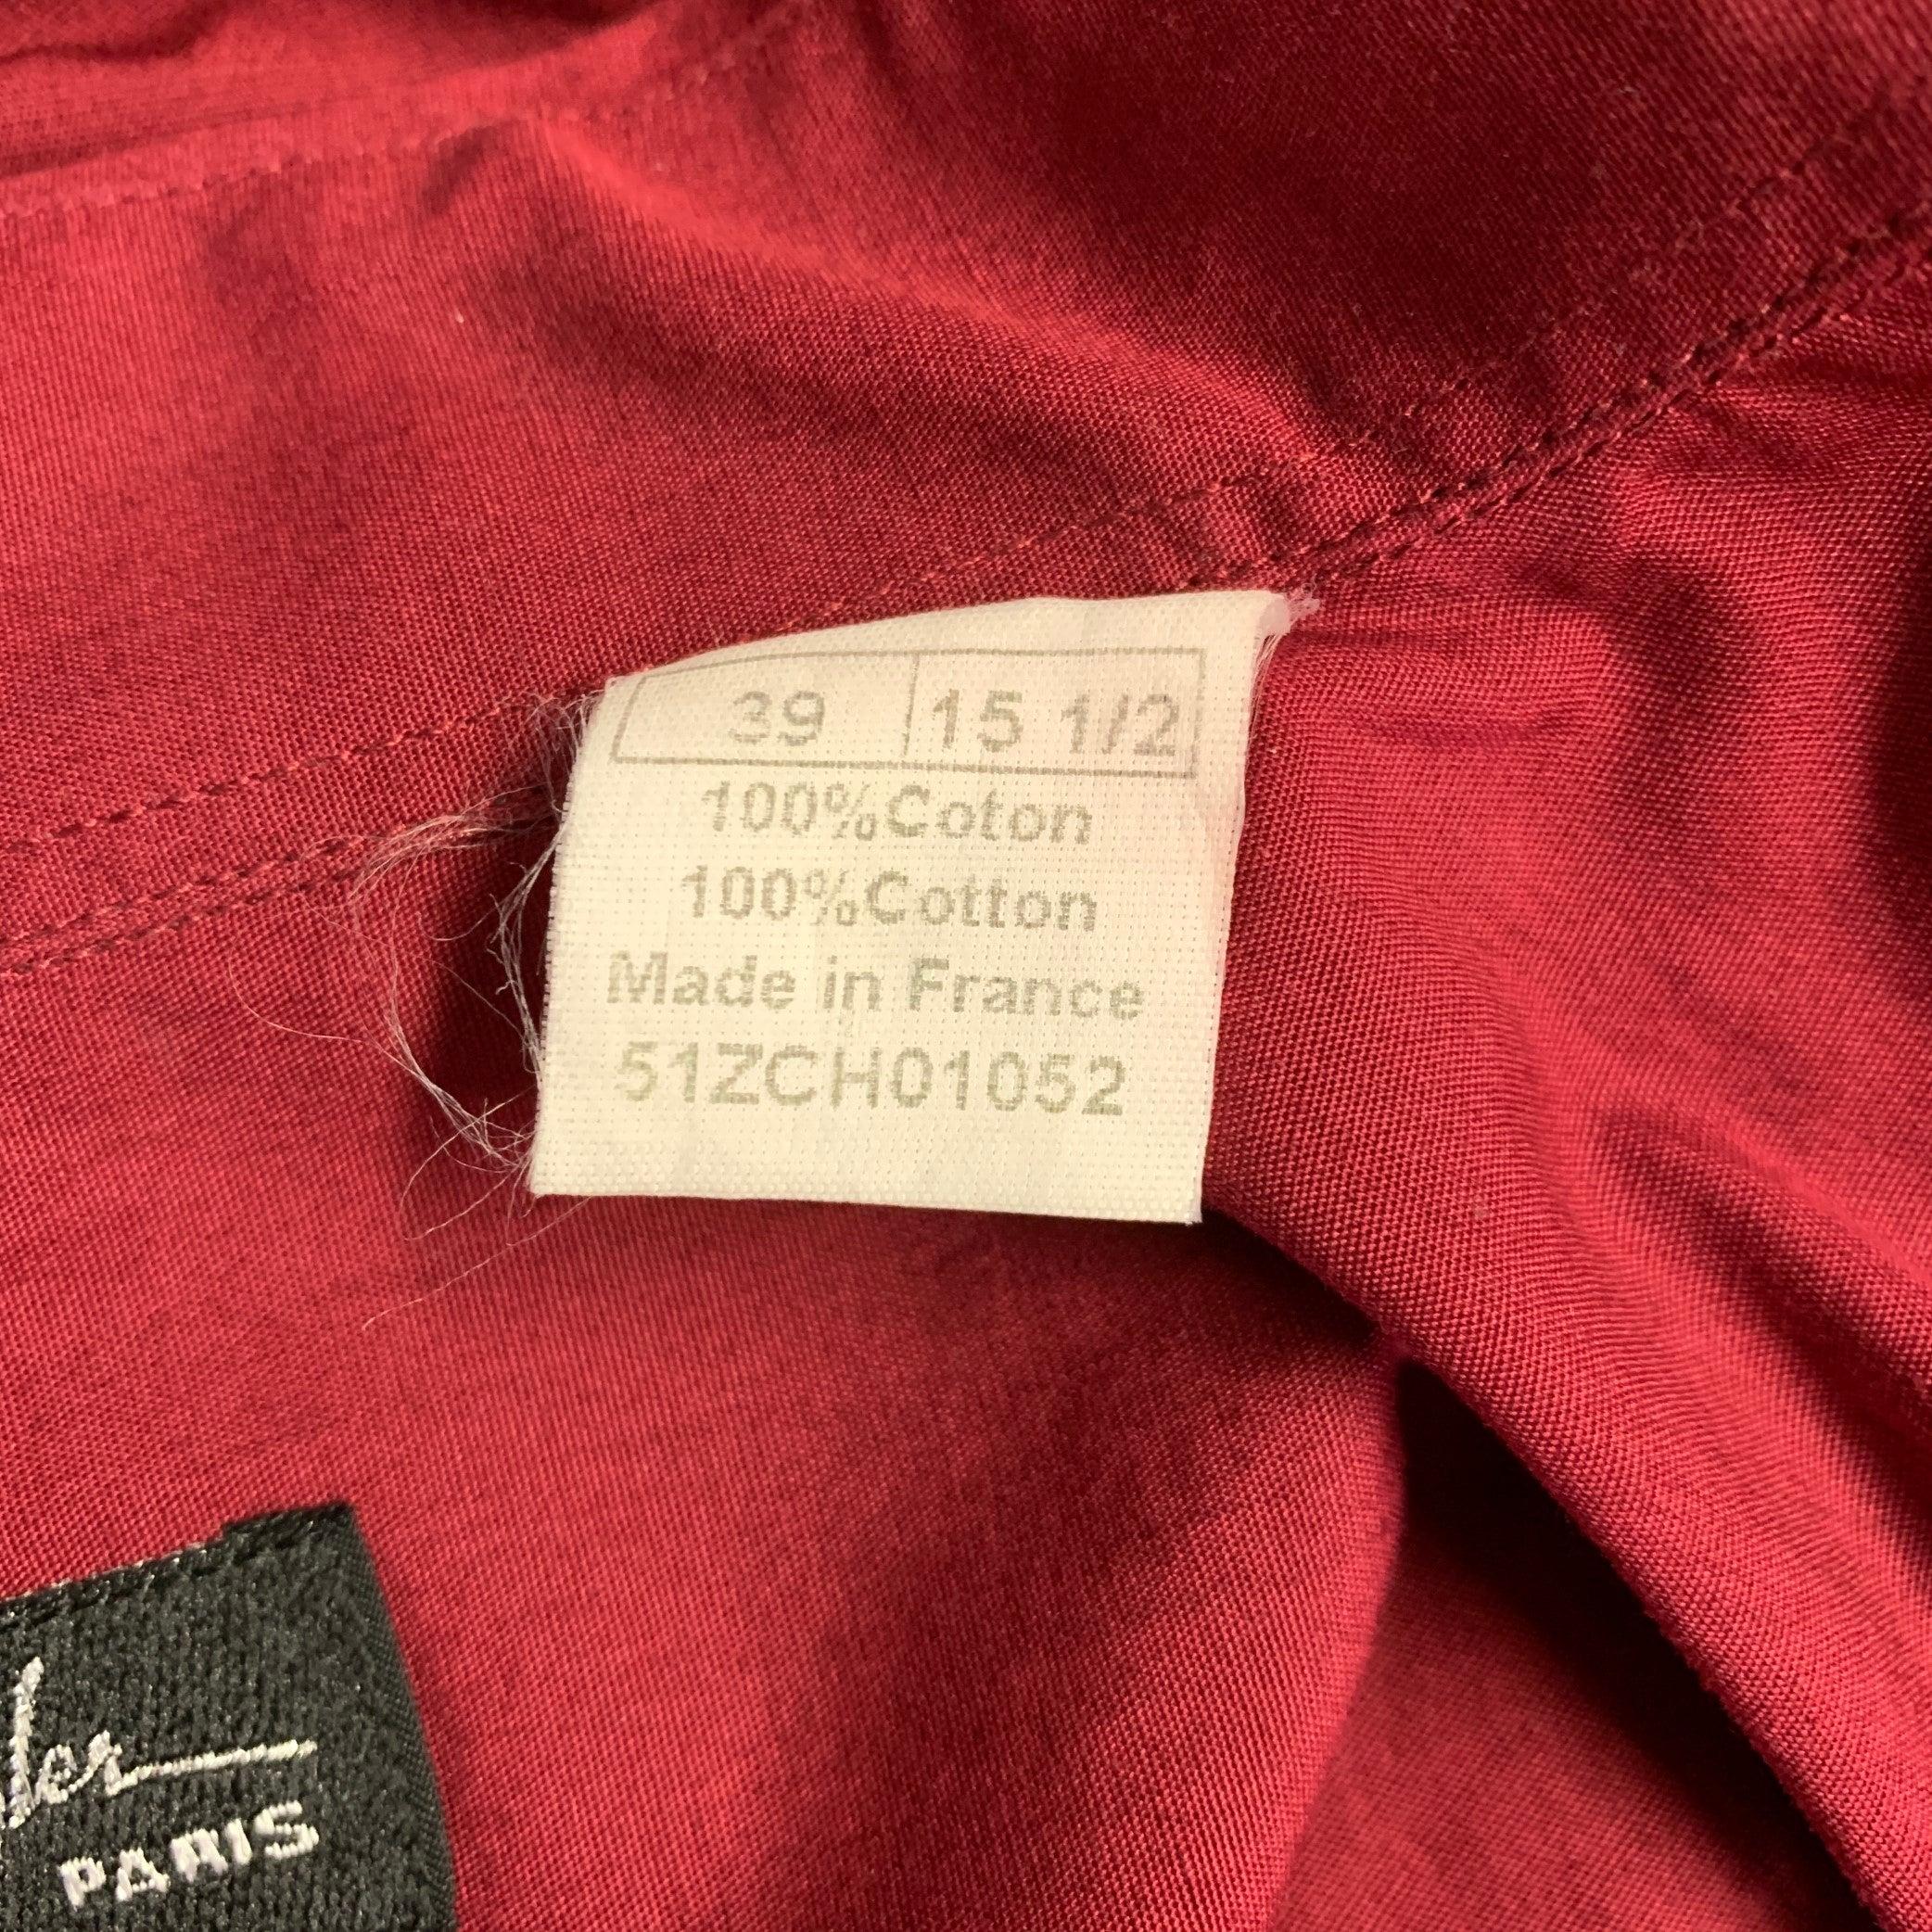 39 15 1/2
100%Coton
100%Cotton
Made in France
51ZCH01052
PARIS